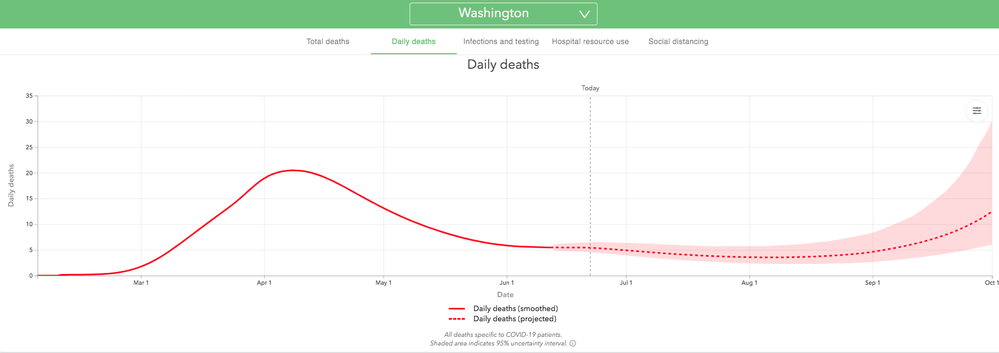 Washington
Total deaths Daily deaths Infections and testing Hospital resource use Social distancing
Daily deaths
Today
35
30
25
20
15
10
5
0
Daily deaths
Mar 1 Apr 1 May 1 Jun 1 Jul 1 Aug 1 Sep 1 Oct 1
Date
Daily deaths (smoothed)
Daily deaths (projected)
All deaths specific to COVID-19 patients.
Shaded area indicates 95% uncertainty interval.